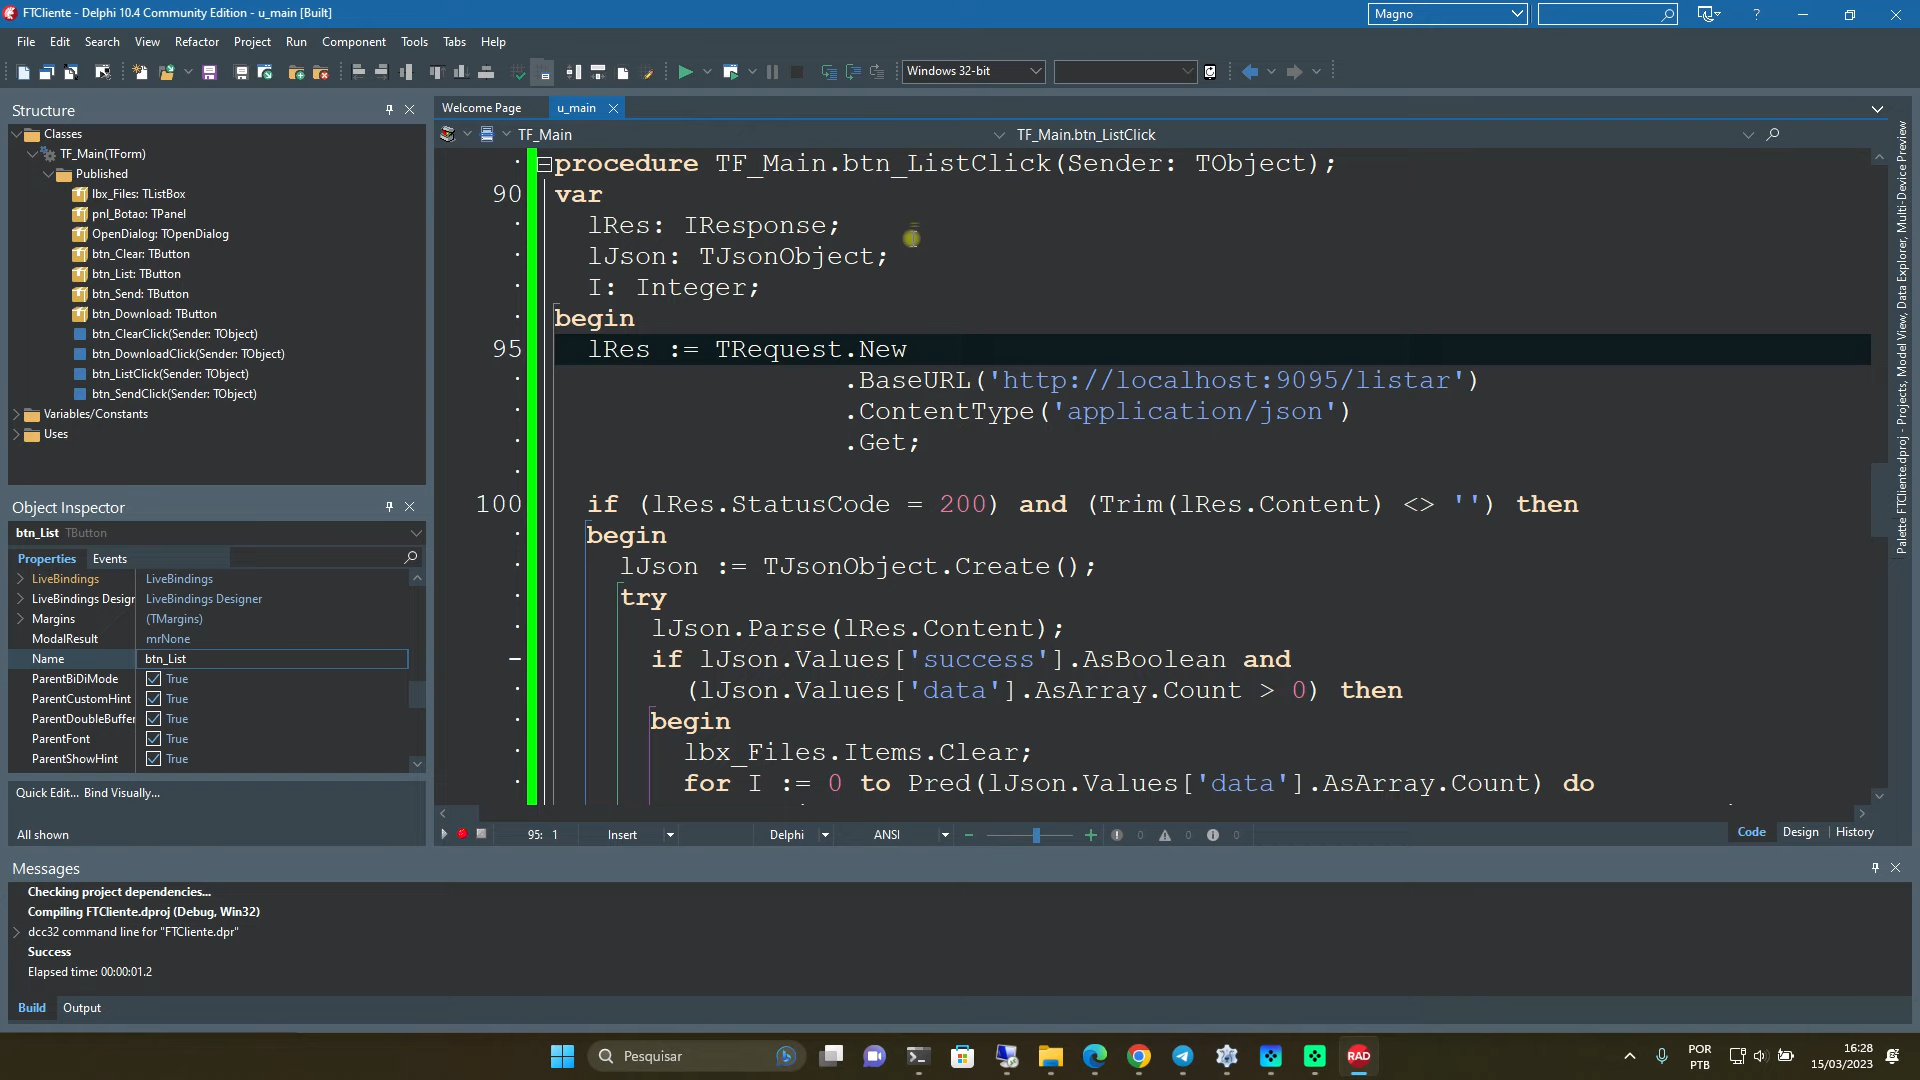 FTCliente - Delphi 10.4 Community Edition - u_main [Built]
Magno
File Edit Search View Refactor Project Run Component Tools Tabs Help
Windows 32-bit
Structure
Classes
TF_Main(TForm)
Published
lbx_Files: TListBox
pnl_Botao: TPanel
OpenDialog: TOpenDialog
btn_Clear: TButton
btn_List: TButton
btn_Send: TButton
btn_Download: TButton
btn_ClearClick(Sender: TObject)
btn_DownloadClick(Sender: TObject)
btn_ListClick(Sender: TObject)
btn_SendClick(Sender: TObject)
Variables/Constants
Uses
Object Inspector
btn_List TButton
Properties Events
LiveBindings LiveBindings
LiveBindings Desigr LiveBindings Designer
Margins (TMargins)
ModalResult mrNone
Name btn_List
ParentBiDiMode True
ParentCustomHint True
ParentDoubleBuffer True
ParentFont True
ParentShowHint True
Quick Edit... Bind Visually...
All shown
Welcome Page u_main
TF_Main TF_Main.btn_ListClick
procedure TF_Main.btn_ListClick(Sender: TObject);
90 var
lRes: IResponse;
lJson: TJsonObject;
I: Integer;
begin
95 lRes := TRequest.New
.BaseURL('http://localhost:9095/listar')
.ContentType('application/json')
.Get;
100 if (lRes.StatusCode = 200) and (Trim(lRes.Content) <> '') then
begin
lJson := TJsonObject.Create();
try
lJson.Parse(lRes.Content);
if lJson.Values['success'].AsBoolean and
(lJson.Values['data'].AsArray.Count > 0) then
begin
lbx_Files.Items.Clear;
for I := 0 to Pred(lJson.Values['data'].AsArray.Count) do
95: 1 Insert Delphi ANSI 0 0 0
Code Design History
Palette FTCliente.dproj - Projects, Model View, Data Explorer, Multi-Device Preview
Messages
Checking project dependencies...
Compiling FTCliente.dproj (Debug, Win32)
dcc32 command line for "FTCliente.dpr"
Success
Elapsed time: 00:00:01.2
Build Output
Pesquisar
RAD
POR
PTB
16:28
15/03/2023